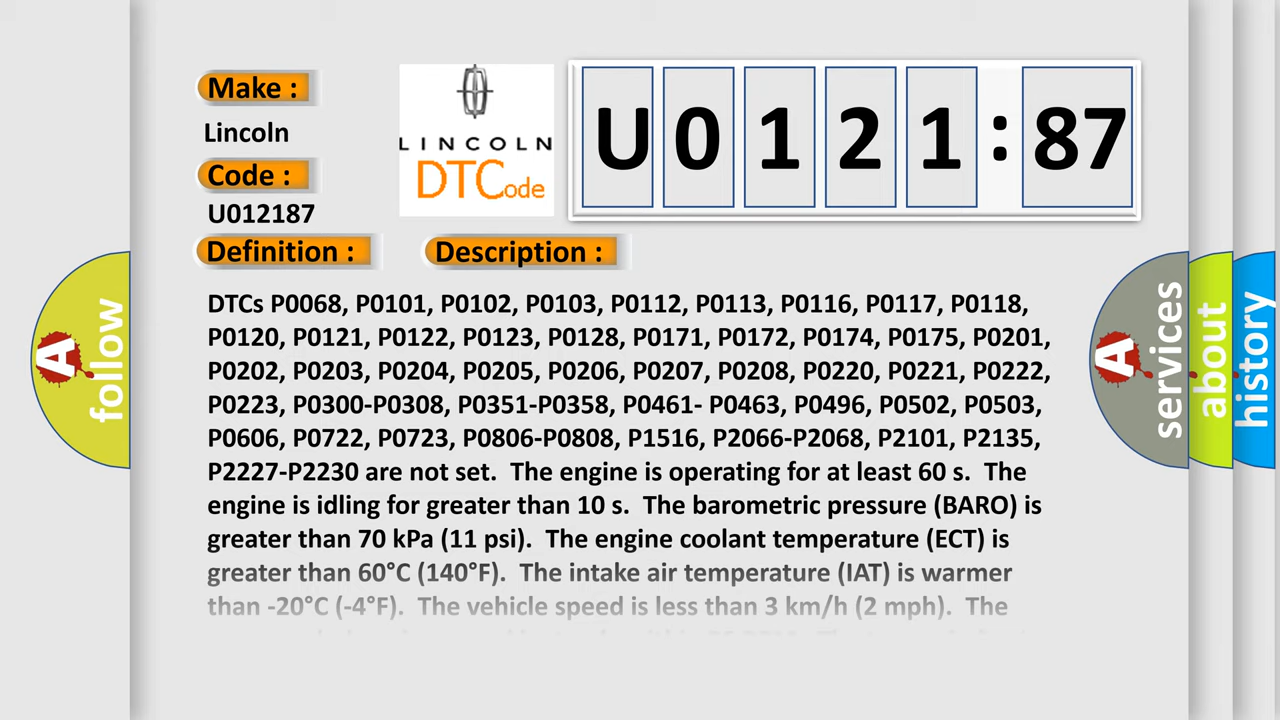 Make :
Lincoln
Code :
U012187
LINCOLN
DTCode
U0121:87
Definition :
Description :
DTCs P0068, P0101, P0102, P0103, P0112, P0113, P0116, P0117, P0118,
P0120, P0121, P0122, P0123, P0128, P0171, P0172, P0174, P0175, P0201,
P0202, P0203, P0204, P0205, P0206, P0207, P0208, P0220, P0221, P0222,
P0223, P0300-P0308, P0351-P0358, P0461- P0463, P0496, P0502, P0503,
P0606, P0722, P0723, P0806-P0808, P1516, P2066-P2068, P2101, P2135,
P2227-P2230 are not set. The engine is operating for at least 60 s. The
engine is idling for greater than 10 s. The barometric pressure (BARO) is
greater than 70 kPa (11 psi). The engine coolant temperature (ECT) is
greater than 60°C (140°F). The intake air temperature (IAT) is warmer
than -20°C (-4°F). The vehicle speed is less than 3 km/h (2 mph). The
A follow
A services
about
history